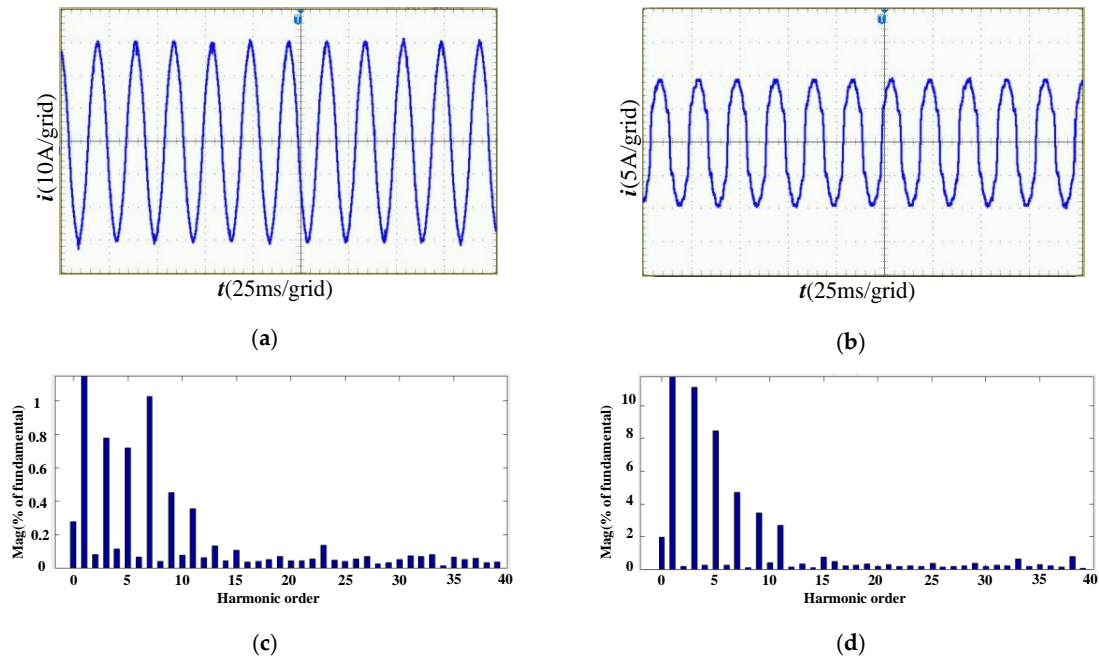 T
i(10A/grid)
t(25ms/grid)
(a)
T
i(5A/grid)
t(25ms/grid)
(b)
Mag(% of fundamental)
1
0.8
0.6
0.4
0.2
0
0 5 10 15 20 25 30 35 40
Harmonic order
(c)
Mag(% of fundamental)
10
8
6
4
2
0
0 5 10 15 20 25 30 35 40
Harmonic order
(d)